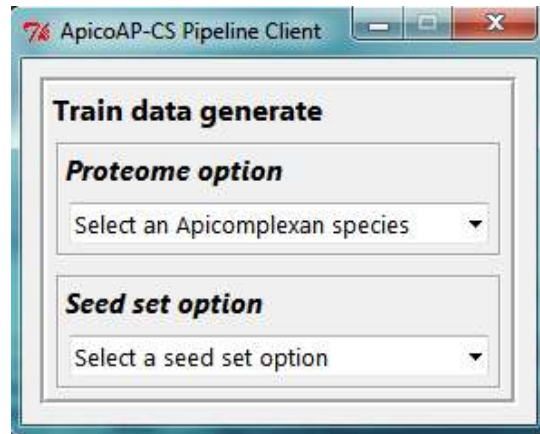 ApicoAP-CS Pipeline Client
Train data generate
Proteome option
Select an Apicomplexan species
Seed set option
Select a seed set option